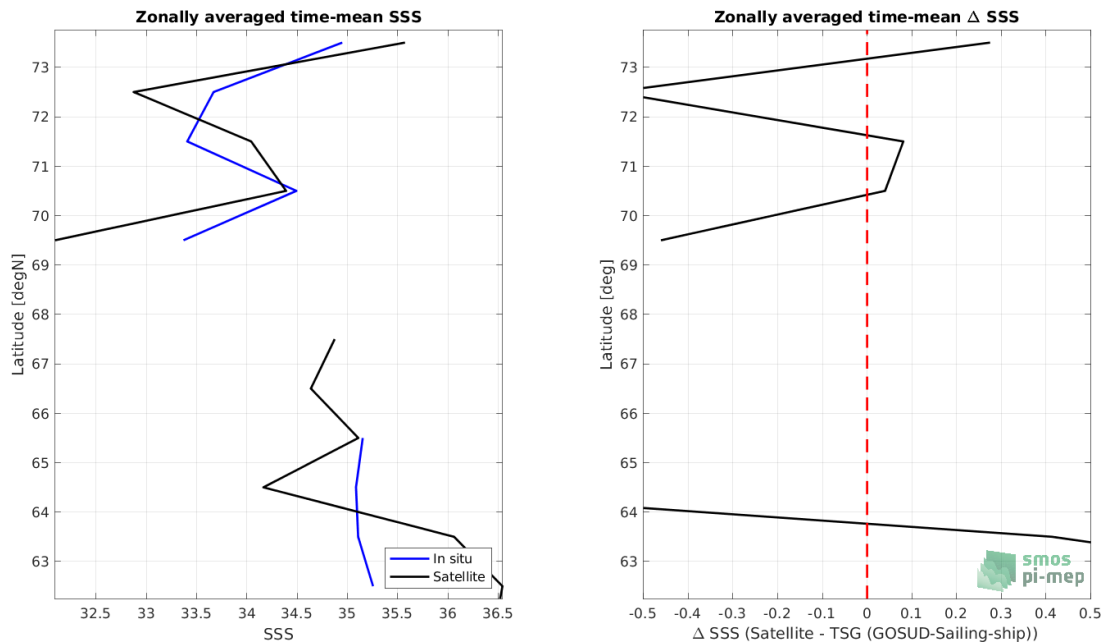 Zonally averaged time-mean SSS
73
72
71
70
69
68
67
66
65
64
63
Latitude [degN]
32.5 33 33.5 34 34.5 35 35.5 36 36.5
SSS
In situ
Satellite
Zonally averaged time-mean Δ SSS
73
72
71
70
69
68
67
66
65
64
63
Latitude [deg]
-0.5 -0.4 -0.3 -0.2 -0.1 0 0.1 0.2 0.3 0.4 0.5
Δ SSS (Satellite - TSG (GOSUD-Sailing-ship))
smos
pi-mep